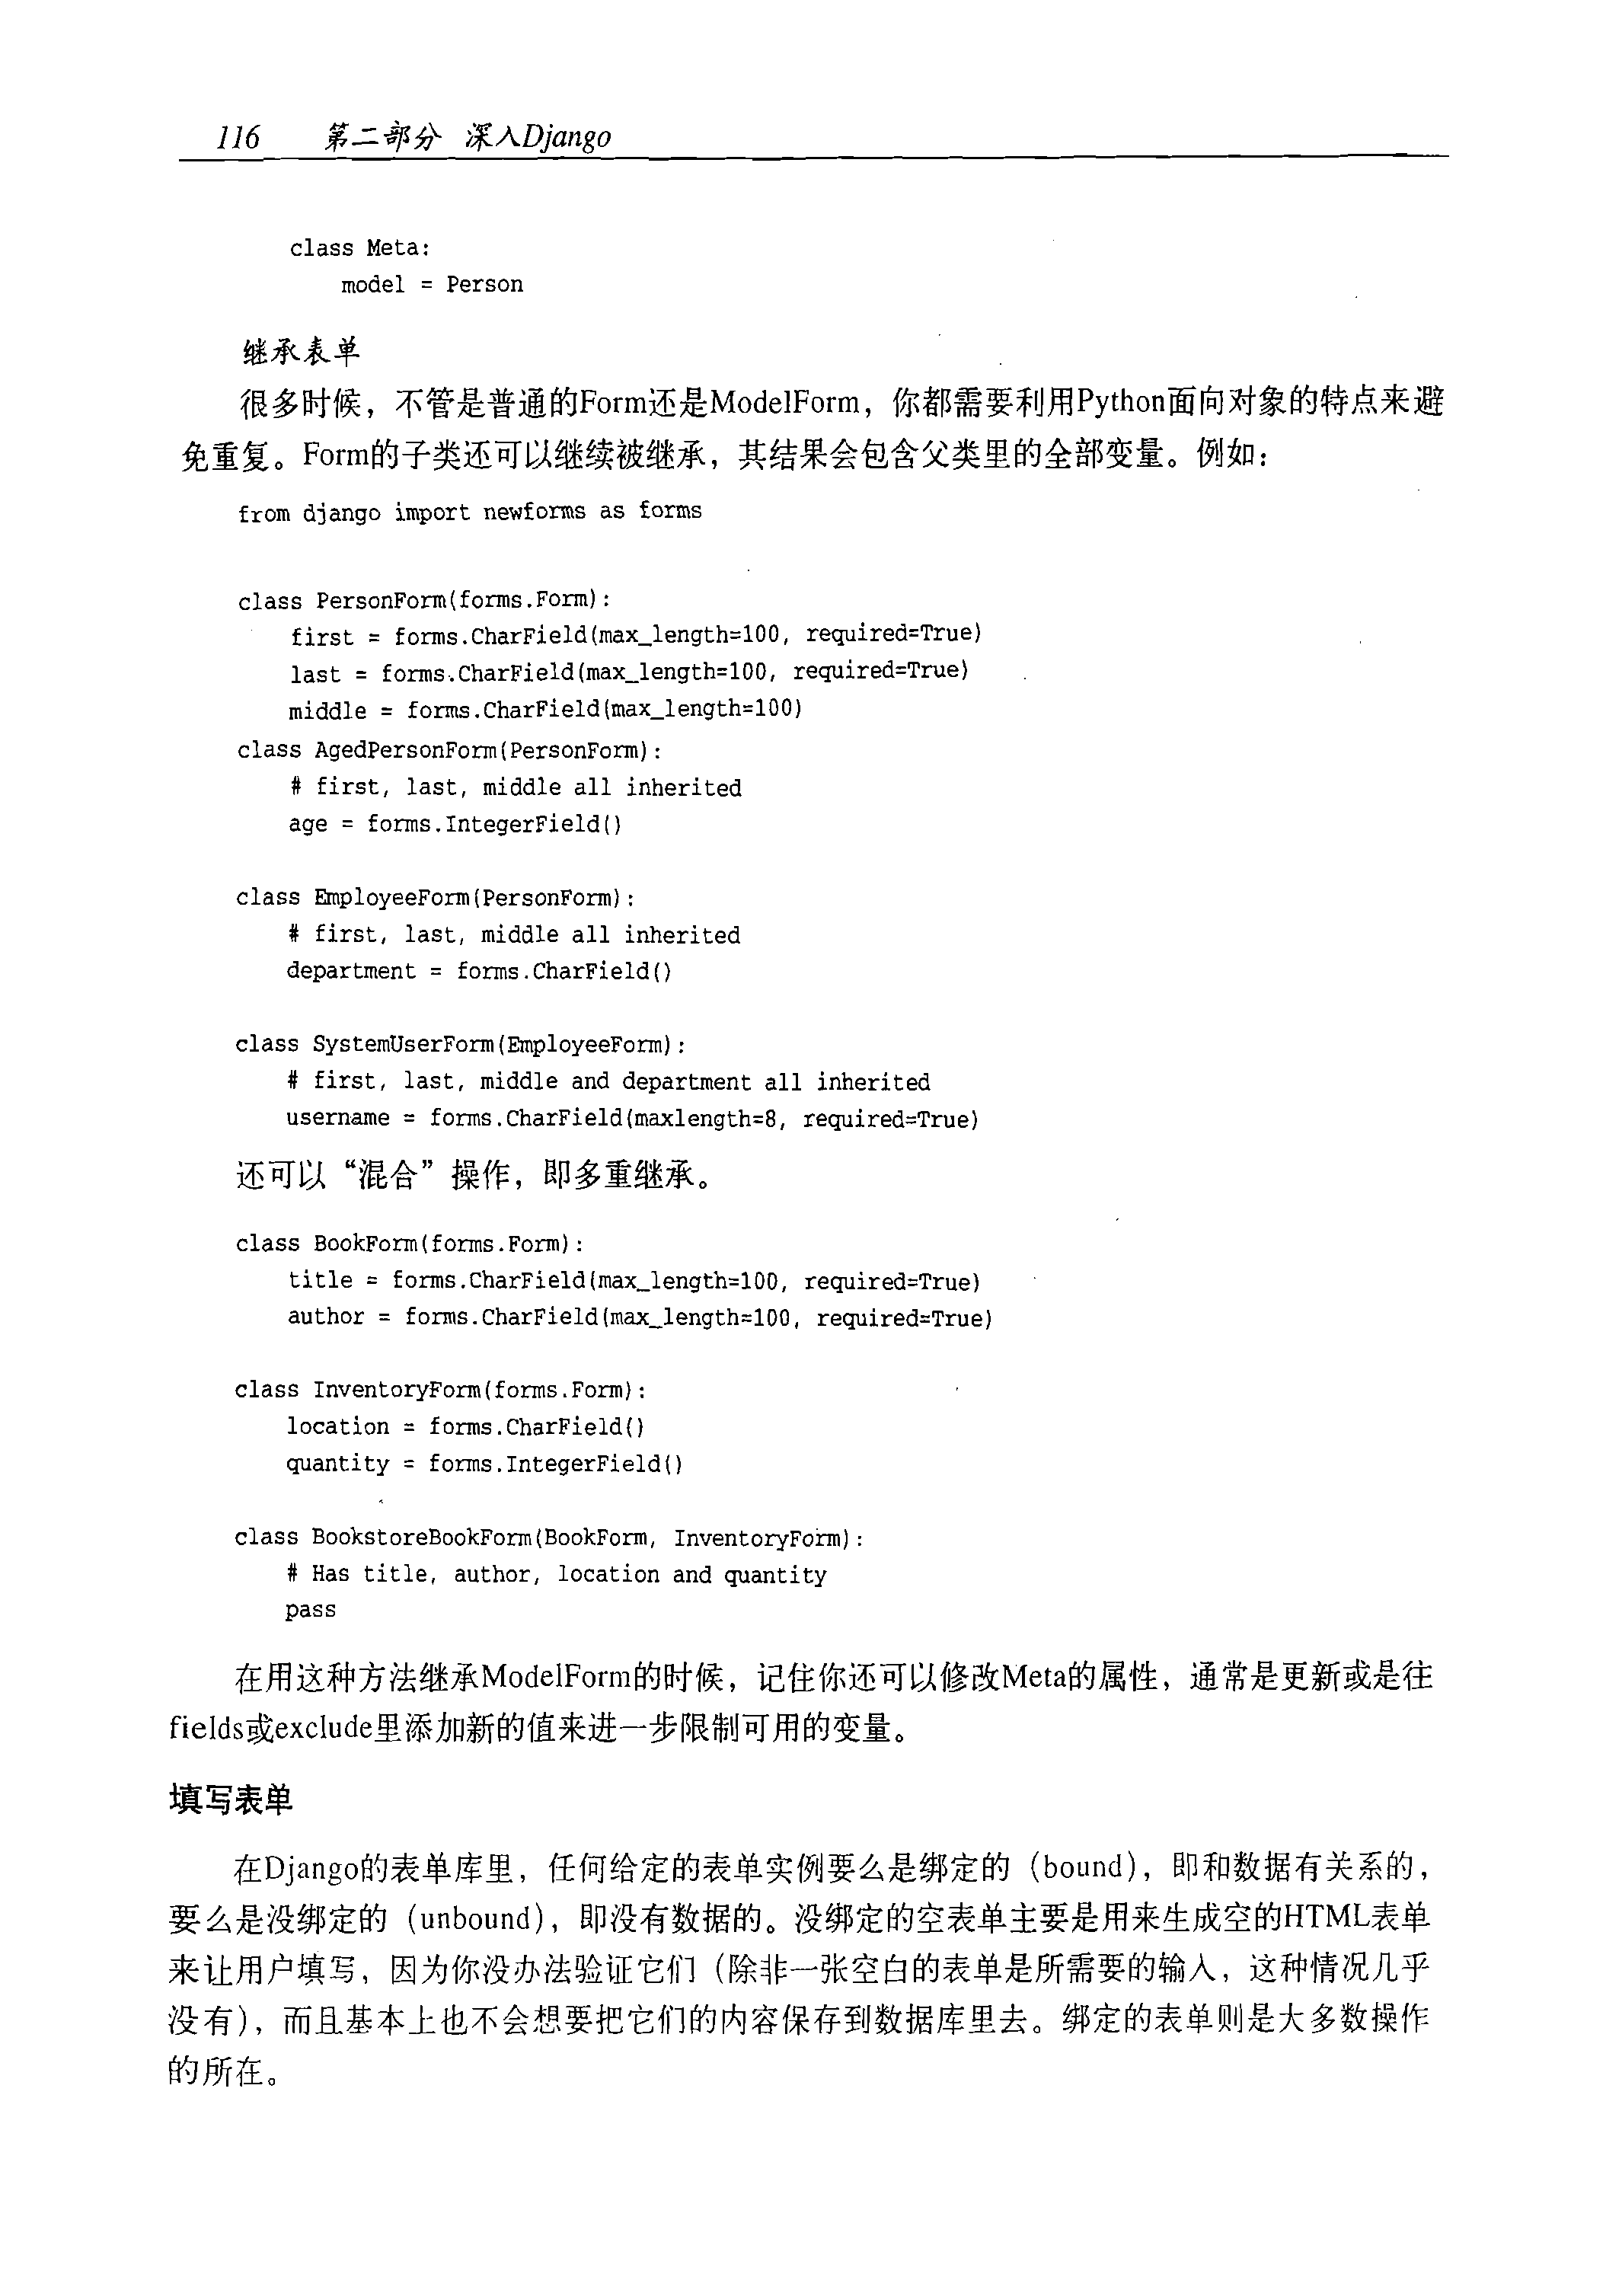 116 第二部分 深入Django
class Meta:
    model = Person
继承表单
很多时候，不管是普通的Form还是ModelForm，你都需要利用Python面向对象的特点来避
免重复。Form的子类还可以继续被继承，其结果会包含父类里的全部变量。例如：
from django import newforms as forms
class PersonForm(forms.Form):
    first = forms.CharField(max_length=100, required=True)
    last = forms.CharField(max_length=100, required=True)
    middle = forms.CharField(max_length=100)
class AgedPersonForm(PersonForm):
    # first, last, middle all inherited
    age = forms.IntegerField()
class EmployeeForm(PersonForm):
    # first, last, middle all inherited
    department = forms.CharField()
class SystemUserForm(EmployeeForm):
    # first, last, middle and department all inherited
    username = forms.CharField(maxlength=8, required=True)
还可以“混合”操作，即多重继承。
class BookForm(forms.Form):
    title = forms.CharField(max_length=100, required=True)
    author = forms.CharField(max_length=100, required=True)
class InventoryForm(forms.Form):
    location = forms.CharField()
    quantity = forms.IntegerField()
class BookstoreBookForm(BookForm, InventoryForm):
    # Has title, author, location and quantity
    pass
在用这种方法继承ModelForm的时候，记住你还可以修改Meta的属性，通常是更新或是往
fields或exclude里添加新的值来进一步限制可用的变量。
填写表单
在Django的表单库里，任何给定的表单实例要么是绑定的（bound），即和数据有关系的，
要么是没绑定的（unbound），即没有数据的。没绑定的空表单主要是用来生成空的HTML表单
来让用户填写，因为你没办法验证它们（除非一张空白的表单是所需要的输入，这种情况几乎
没有），而且基本上也不会想要把它们的内容保存到数据库里去。绑定的表单则是大多数操作
的所在。